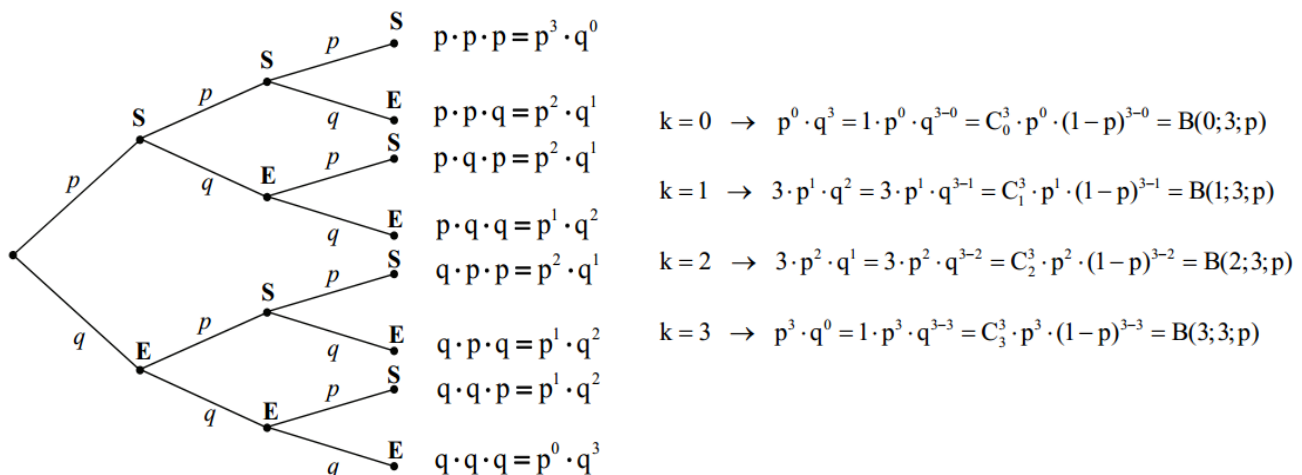 S
p
p · p · p = p³ · q⁰
S
p
q
E
p · p · q = p² · q¹
S
S
p
p · q · p = p² · q¹
p
q
E
q
E
p · q · q = p¹ · q²
S
q · p · p = p² · q¹
p
S
q
p
q
E
q · p · q = p¹ · q²
E
S
p
q · q · p = p¹ · q²
q
E
q
E
q · q · q = p⁰ · q³
k = 0 → p⁰ · q³ = 1 · p⁰ · q³⁻⁰ = C₀³ · p⁰ · (1 − p)³⁻⁰ = B(0;3;p)
k = 1 → 3 · p¹ · q² = 3 · p¹ · q³⁻¹ = C₁³ · p¹ · (1 − p)³⁻¹ = B(1;3;p)
k = 2 → 3 · p² · q¹ = 3 · p² · q³⁻² = C₂³ · p² · (1 − p)³⁻² = B(2;3;p)
k = 3 → p³ · q⁰ = 1 · p³ · q³⁻³ = C₃³ · p³ · (1 − p)³⁻³ = B(3;3;p)